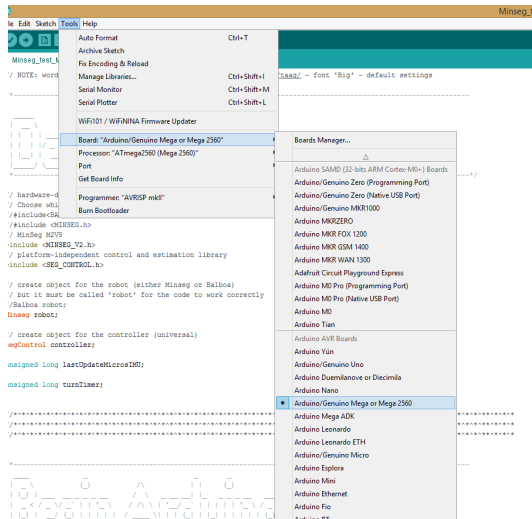 Minseg_t
le Edit Sketch Tools Help
Minseg_test_M
Auto Format Ctrl+T
Archive Sketch
Fix Encoding & Reload
Manage Libraries... Ctrl+Shift+I
Serial Monitor Ctrl+Shift+M
Serial Plotter Ctrl+Shift+L
WiFi101 / WiFiNINA Firmware Updater
Board: "Arduino/Genuino Mega or Mega 2560"
Processor: "ATmega2560 (Mega 2560)"
Port
Get Board Info
Programmer: "AVRISP mkII"
Burn Bootloader
Boards Manager...
Arduino SAMD (32-bits ARM Cortex-M0+) Boards
Arduino/Genuino Zero (Programming Port)
Arduino/Genuino Zero (Native USB Port)
Arduino/Genuino MKR1000
Arduino MKRZERO
Arduino MKR FOX 1200
Arduino MKR GSM 1400
Arduino MKR WAN 1300
Adafruit Circuit Playground Express
Arduino M0 Pro (Programming Port)
Arduino M0 Pro (Native USB Port)
Arduino M0
Arduino Tian
Arduino AVR Boards
Arduino Yún
Arduino/Genuino Uno
Arduino Duemilanove or Diecimila
Arduino Nano
Arduino/Genuino Mega or Mega 2560
Arduino Mega ADK
Arduino Leonardo
Arduino Leonardo ETH
Arduino/Genuino Micro
Arduino Esplora
Arduino Mini
Arduino Ethernet
Arduino Fio
/ NOTE: word
/taag/ - font 'Big' - default settings
/ hardware-d
/ Choose whi
/#include<BA
/#include <MINSEG.h>
/ MinSeg M2V5
include <MINSEG_V2.h>
/ platform-independent control and estimation library
include <SEG_CONTROL.h>
/ create object for the robot (either Minseg or Balboa)
/ but it must be called 'robot' for the code to work correctly
/Balboa robot;
inseg robot;
/ create object for the controller (universal)
egControl controller;
nsigned long lastUpdateMicrosIMU;
nsigned long turnTimer;